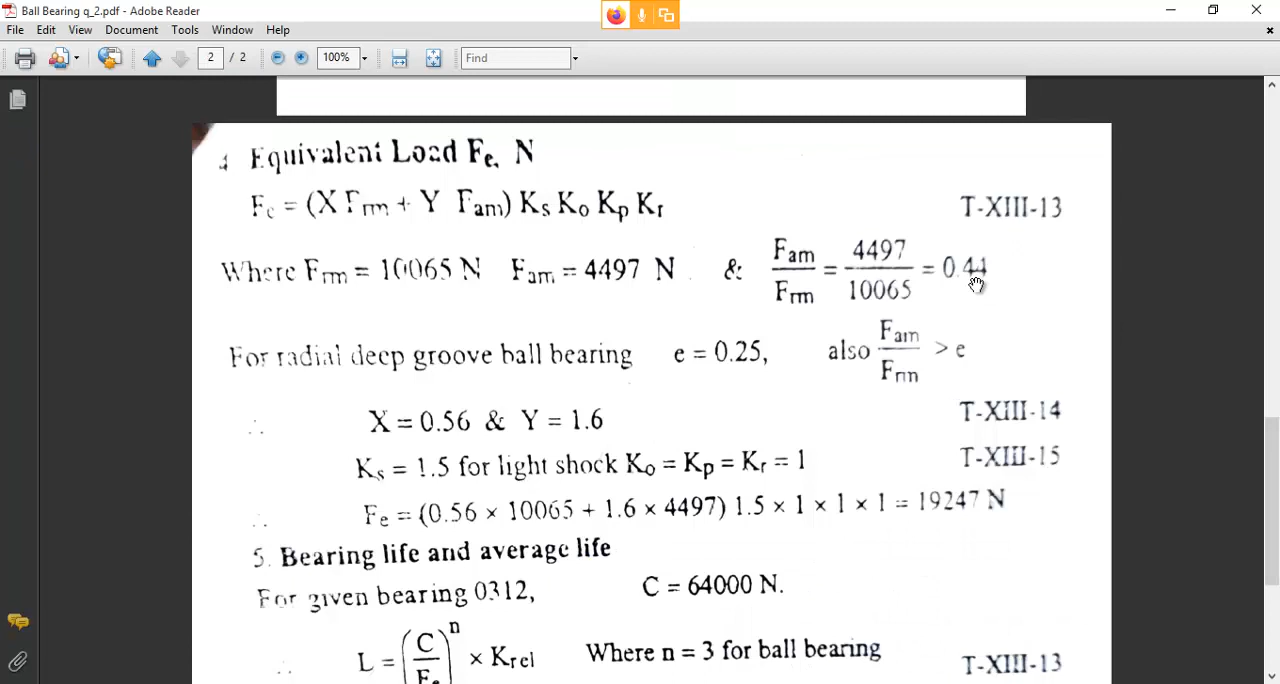 Ball Bearing q_2.pdf - Adobe Reader
File Edit View Document Tools Window Help
2 / 2 100% Find
4 Equivalent Load Fe, N
Fe = (X Frm + Y Fam) Ks Ko Kp Kr T-XIII-13
Where Frm = 10065 N Fam = 4497 N & Fam/Frm = 4497/10065 = 0.44
For radial deep groove ball bearing e = 0.25, also Fam/Frm > e
∴ X = 0.56 & Y = 1.6 T-XIII-14
Ks = 1.5 for light shock Ko = Kp = Kr = 1 T-XIII-15
∴ Fe = (0.56 × 10065 + 1.6 × 4497) 1.5 × 1 × 1 × 1 = 19247 N
5. Bearing life and average life
For given bearing 0312, C = 64000 N.
∴ L = (C/Fe)^n × Krel Where n = 3 for ball bearing T-XIII-13